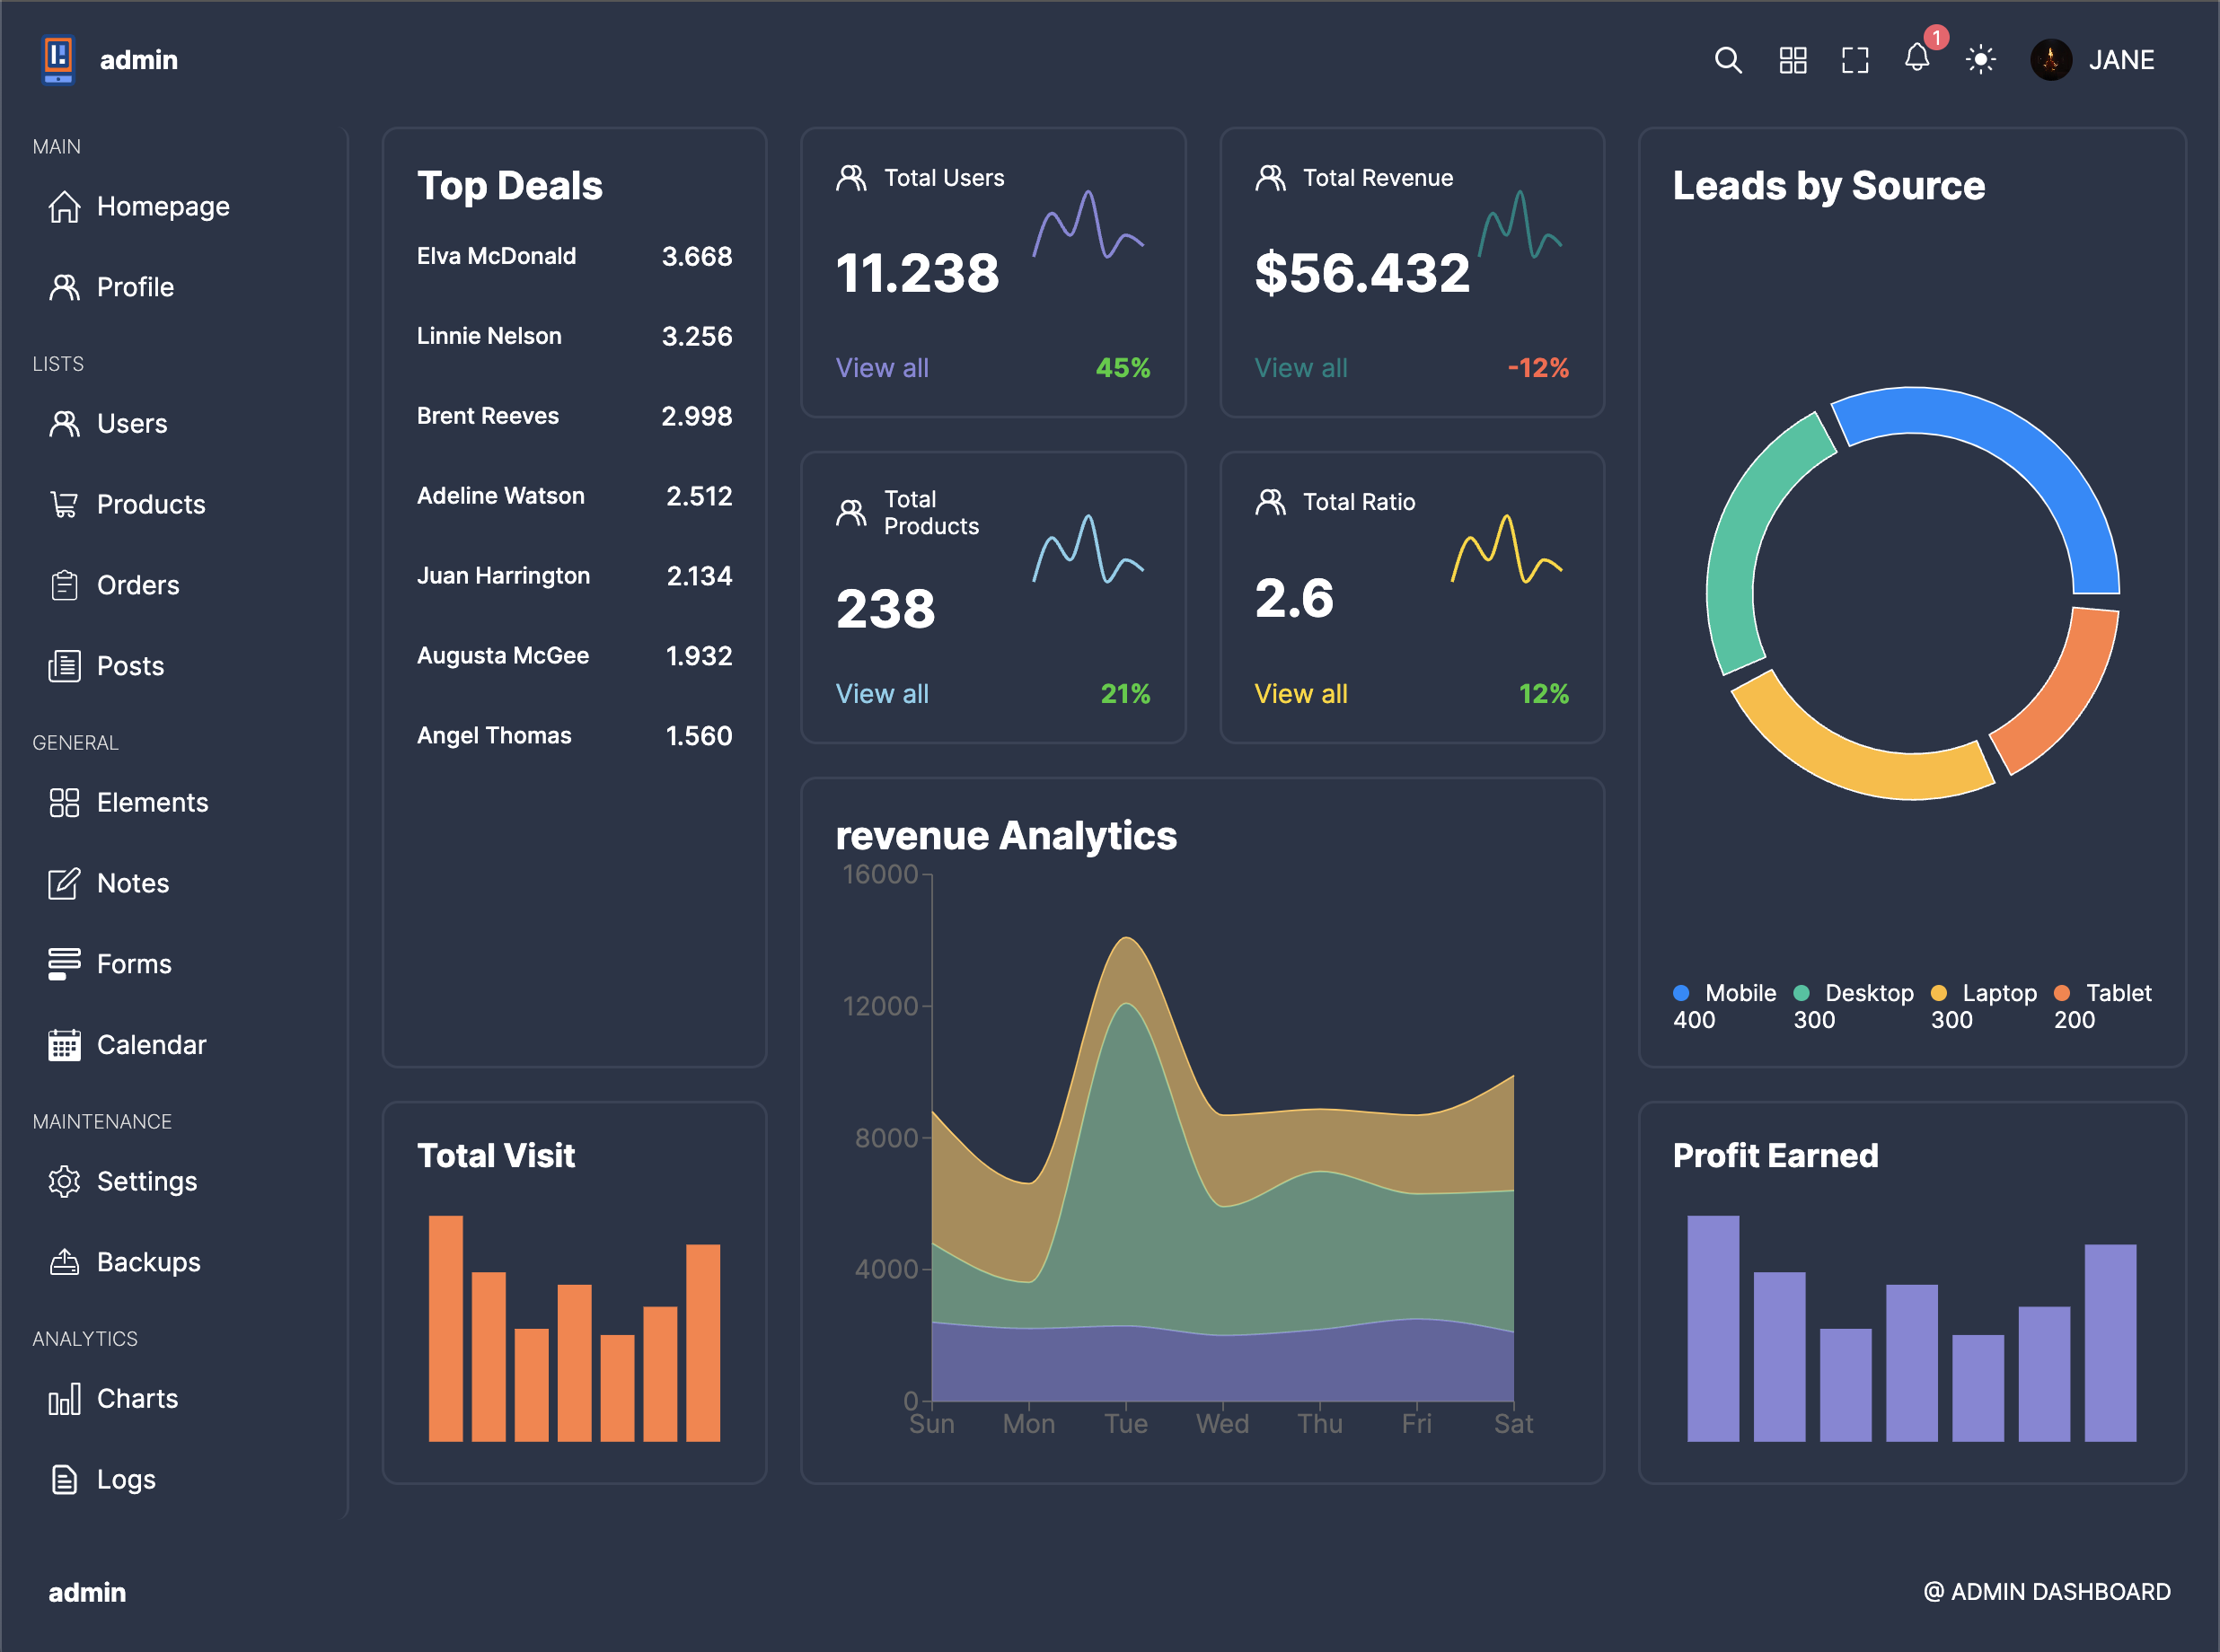 admin
1
JANE
MAIN
Homepage
Profile
LISTS
Users
Products
Orders
Posts
GENERAL
Elements
Notes
Forms
Calendar
MAINTENANCE
Settings
Backups
ANALYTICS
Charts
Logs
Top Deals
Elva McDonald 3.668
Linnie Nelson 3.256
Brent Reeves 2.998
Adeline Watson 2.512
Juan Harrington 2.134
Augusta McGee 1.932
Angel Thomas 1.560
Total Users
11.238
View all 45%
Total Revenue
$56.432
View all -12%
Total
Products
238
View all 21%
Total Ratio
2.6
View all 12%
Leads by Source
Mobile Desktop Laptop Tablet
400 300 300 200
revenue Analytics
16000
12000
8000
4000
0
Sun Mon Tue Wed Thu Fri Sat
Total Visit
Profit Earned
admin
@ ADMIN DASHBOARD